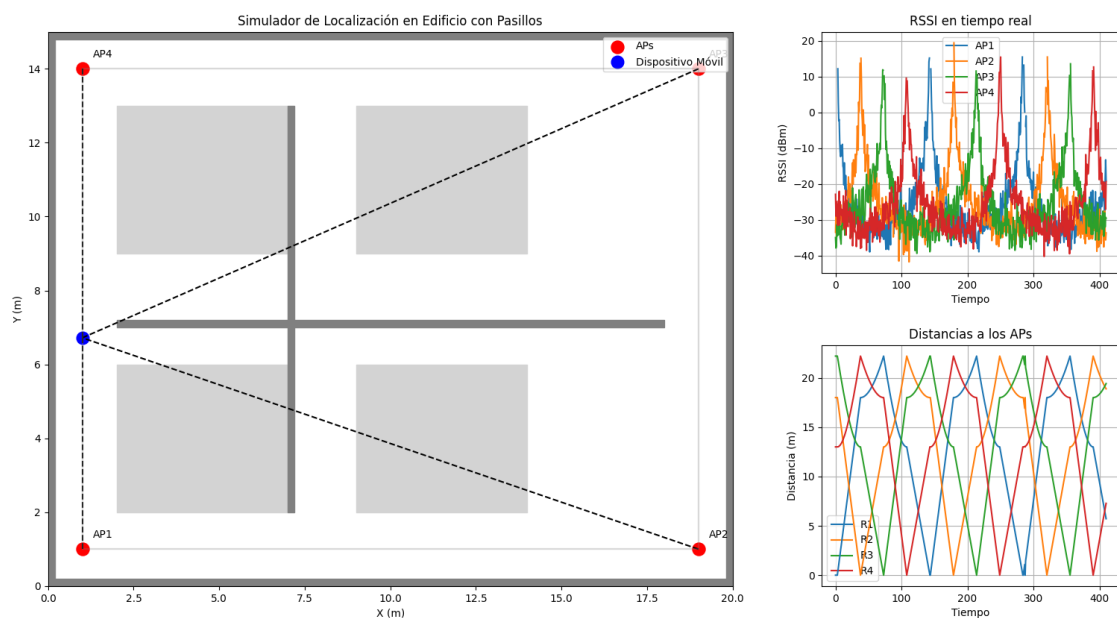 Simulador de Localización en Edificio con Pasillos
AP4
AP3
APs
Dispositivo Móvil
AP1
AP2
14
12
10
8
6
4
2
0
Y (m)
0.0 2.5 5.0 7.5 10.0 12.5 15.0 17.5 20.0
X (m)
RSSI en tiempo real
AP1
AP2
AP3
AP4
20
10
0
−10
−20
−30
−40
RSSI (dBm)
0 100 200 300 400
Tiempo
Distancias a los APs
20
15
10
5
0
Distancia (m)
R1
R2
R3
R4
0 100 200 300 400
Tiempo